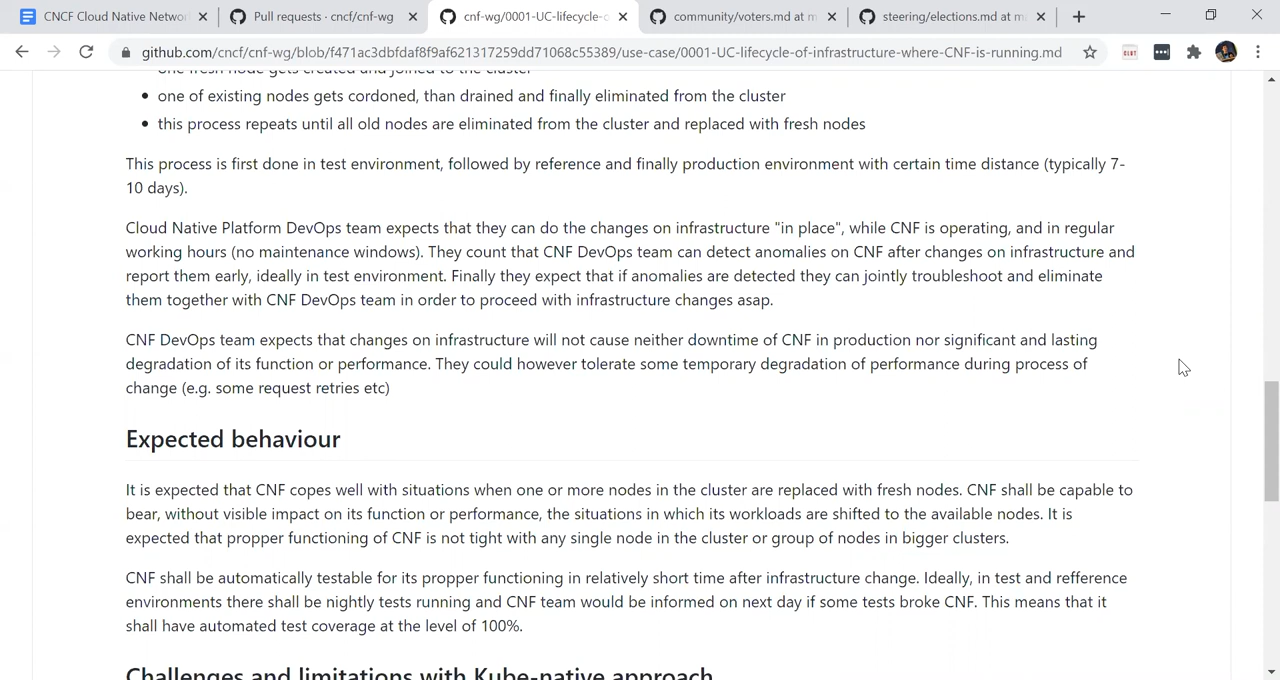 CNCF Cloud Native Netwo
Pull requests · cncf/cnf-wg
cnf-wg/0001-UC-lifecycle-o
community/voters.md at m
steering/elections.md at m
github.com/cncf/cnf-wg/blob/f471ac3dbfdaf8f9af621317259dd71068c55389/use-case/0001-UC-lifecycle-of-infrastructure-where-CNF-is-running.md
one fresh node gets created and joined to the cluster
one of existing nodes gets cordoned, than drained and finally eliminated from the cluster
this process repeats until all old nodes are eliminated from the cluster and replaced with fresh nodes
This process is first done in test environment, followed by reference and finally production environment with certain time distance (typically 7-
10 days).
Cloud Native Platform DevOps team expects that they can do the changes on infrastructure "in place", while CNF is operating, and in regular
working hours (no maintenance windows). They count that CNF DevOps team can detect anomalies on CNF after changes on infrastructure and
report them early, ideally in test environment. Finally they expect that if anomalies are detected they can jointly troubleshoot and eliminate
them together with CNF DevOps team in order to proceed with infrastructure changes asap.
CNF DevOps team expects that changes on infrastructure will not cause neither downtime of CNF in production nor significant and lasting
degradation of its function or performance. They could however tolerate some temporary degradation of performance during process of
change (e.g. some request retries etc)
Expected behaviour
It is expected that CNF copes well with situations when one or more nodes in the cluster are replaced with fresh nodes. CNF shall be capable to
bear, without visible impact on its function or performance, the situations in which its workloads are shifted to the available nodes. It is
expected that propper functioning of CNF is not tight with any single node in the cluster or group of nodes in bigger clusters.
CNF shall be automatically testable for its propper functioning in relatively short time after infrastructure change. Ideally, in test and refference
environments there shall be nightly tests running and CNF team would be informed on next day if some tests broke CNF. This means that it
shall have automated test coverage at the level of 100%.
Challenges and limitations with Kube-native approach